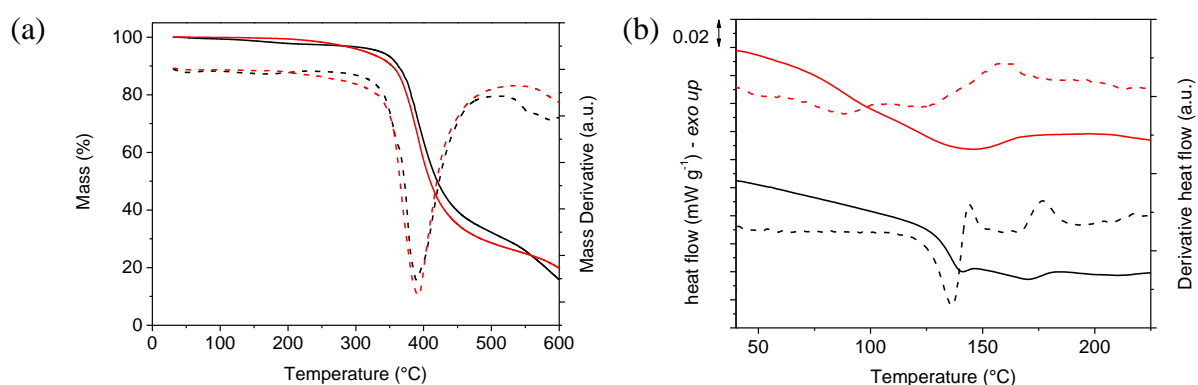 (a)
100
80
60
40
20
0
Mass (%)
0 100 200 300 400 500 600
Temperature (°C)
Mass Derivative (a.u.)
(b)
0.02
heat flow (mW g⁻¹) - exo up
50 100 150 200
Temperature (°C)
Derivative heat flow (a.u.)